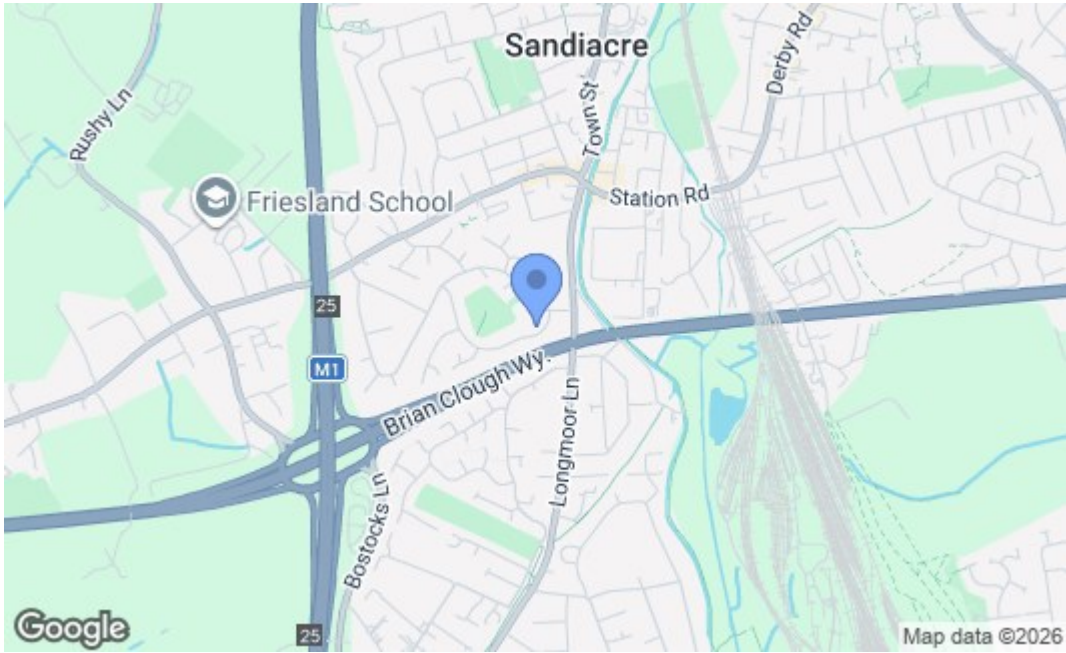 Sandiacre
Derby Rd
Town St
Rushy Ln
Friesland School
Station Rd
25
M1
Brian Clough Wy.
Longmoor Ln
Bostocks Ln
25
Google
Map data ©2026